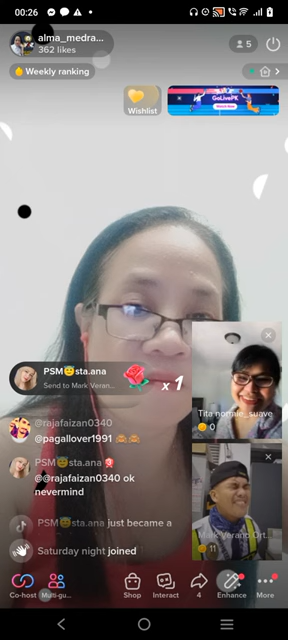 00:26
alma_medra...
362 likes
5
Weekly ranking
Wishlist
GoLivePK
PSM😇sta.ana
Send to Mark Veran...
x 1
@rajafaizan0340
@pagallover1991 🙈🙈
PSM😇sta.ana
@@rajafaizan0340 ok
nevermind
PSM😇sta.ana just became a
Saturday night joined
Tita normie_suave
0
Mark Verano Ort...
11
Co-host
Multi-gu...
Shop
Interact
4
Enhance
More